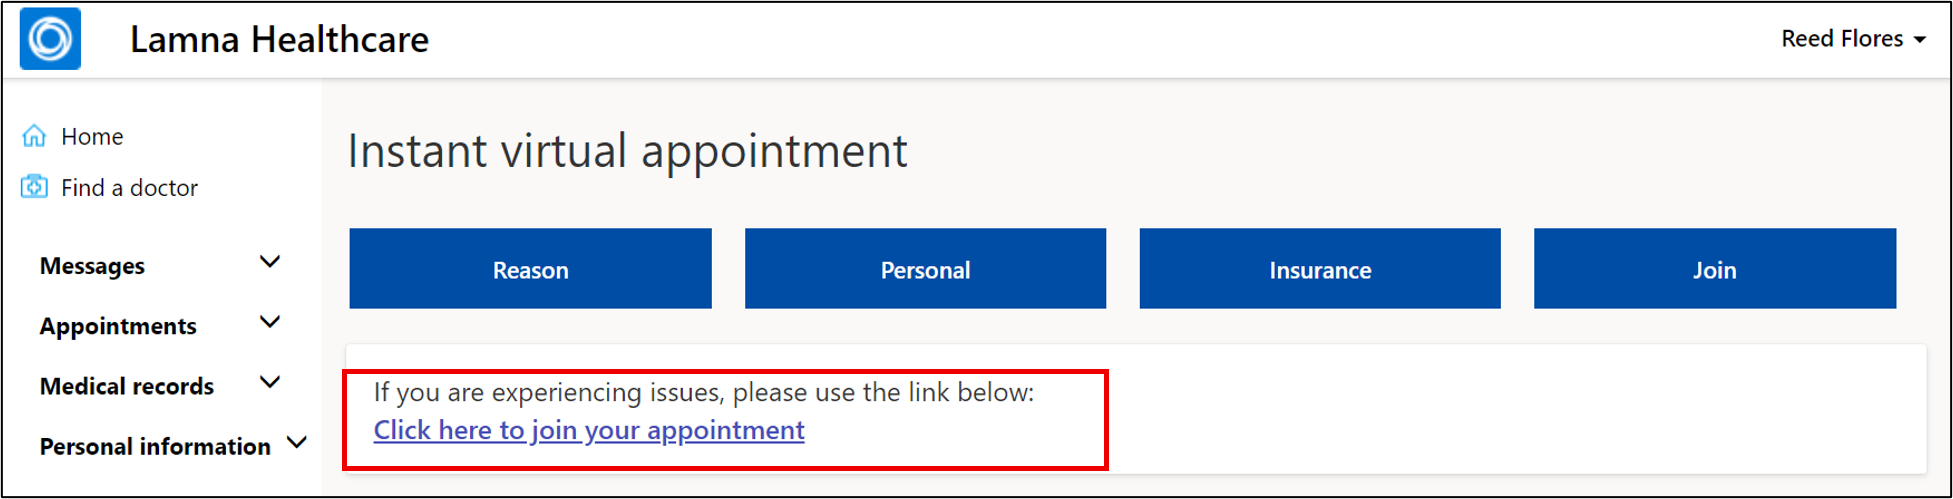 Lamna Healthcare
Reed Flores
Home
Find a doctor
Messages
Appointments
Medical records
Personal information
Instant virtual appointment
Reason
Personal
Insurance
Join
If you are experiencing issues, please use the link below:
Click here to join your appointment